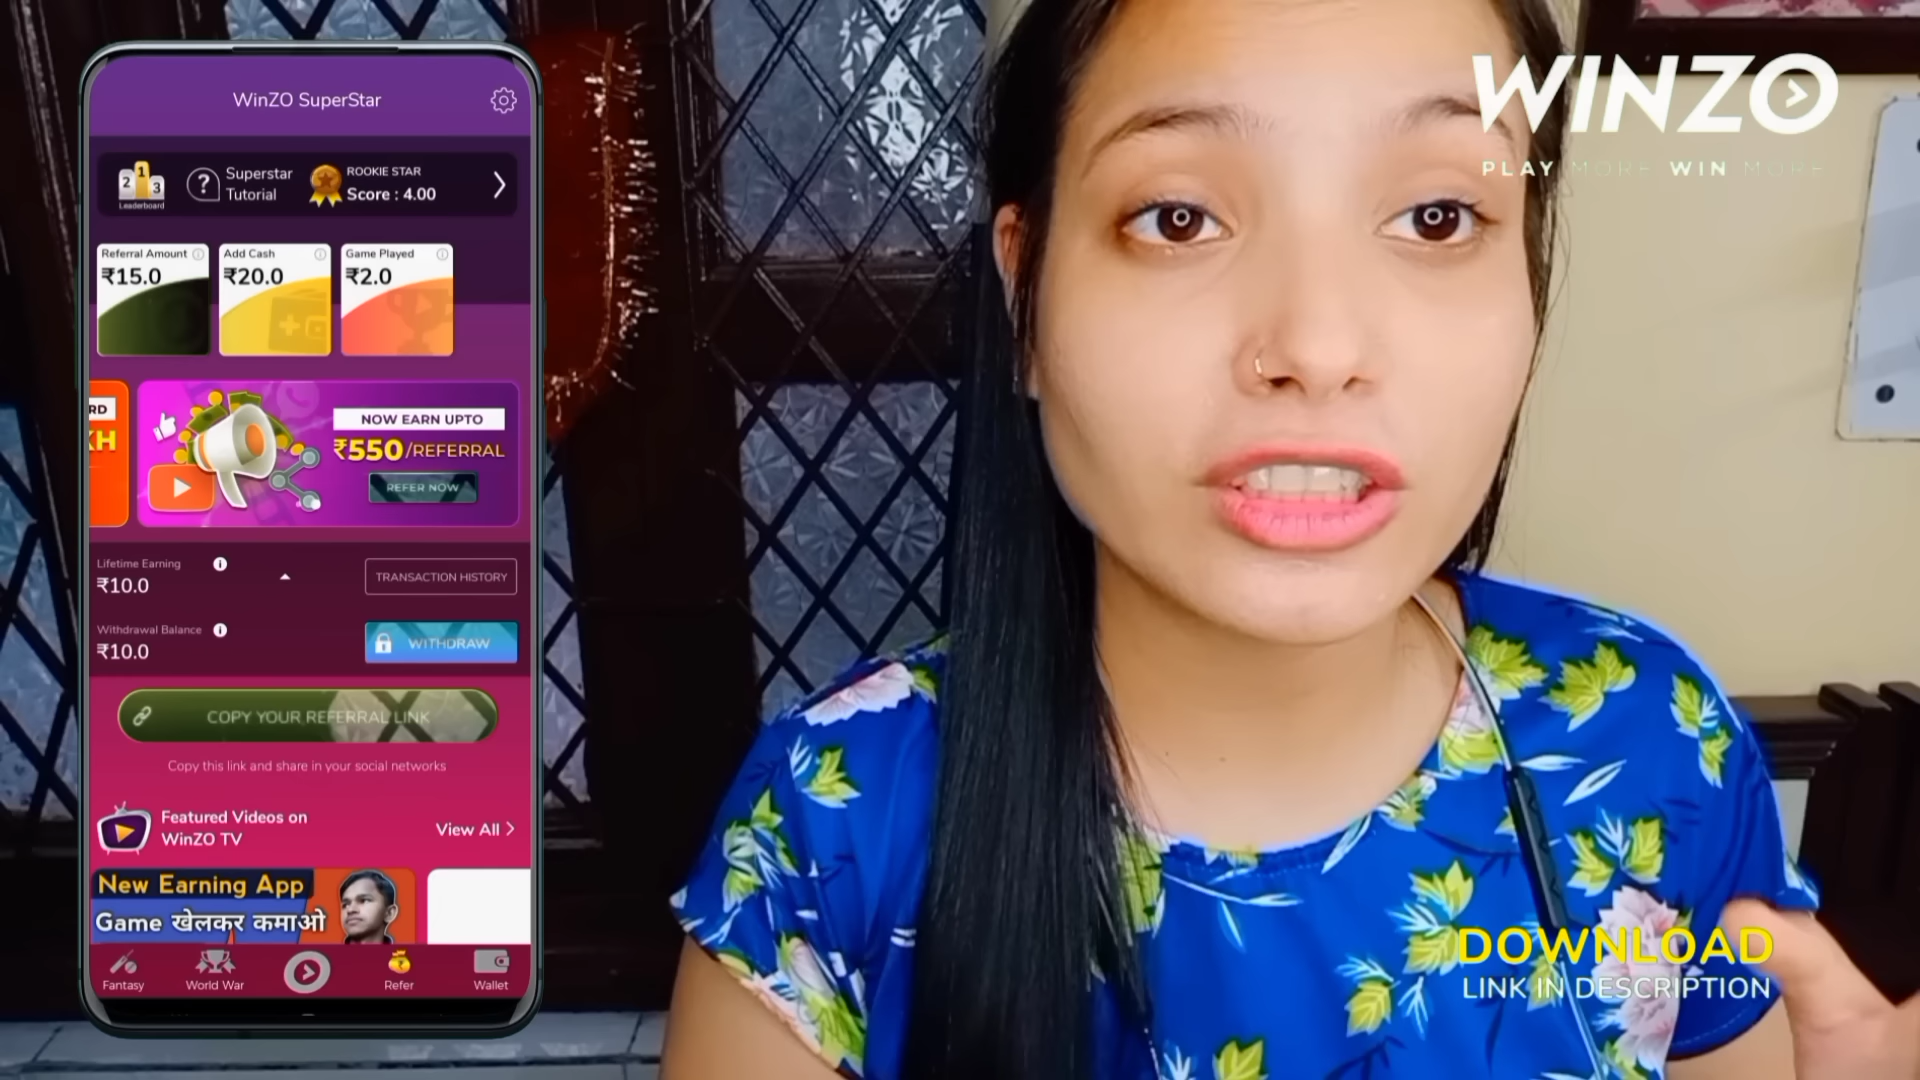 WinZO SuperStar
2 1 3
Leaderboard
?
Superstar
Tutorial
ROOKIE STAR
Score : 4.00
Referral Amount
₹15.0
Add Cash
₹20.0
Game Played
₹2.0
RD
KH
NOW EARN UPTO
₹550/REFERRAL
REFER NOW
Lifetime Earning
₹10.0
TRANSACTION HISTORY
Withdrawal Balance
₹10.0
WITHDRAW
COPY YOUR REFERRAL LINK
Copy this link and share in your social networks
Featured Videos on
WinZO TV
View All
New Earning App
Game खेलकर कमाओ
Fantasy
World War
Refer
Wallet
WINZO
PLAY MORE WIN MORE
DOWNLOAD
LINK IN DESCRIPTION